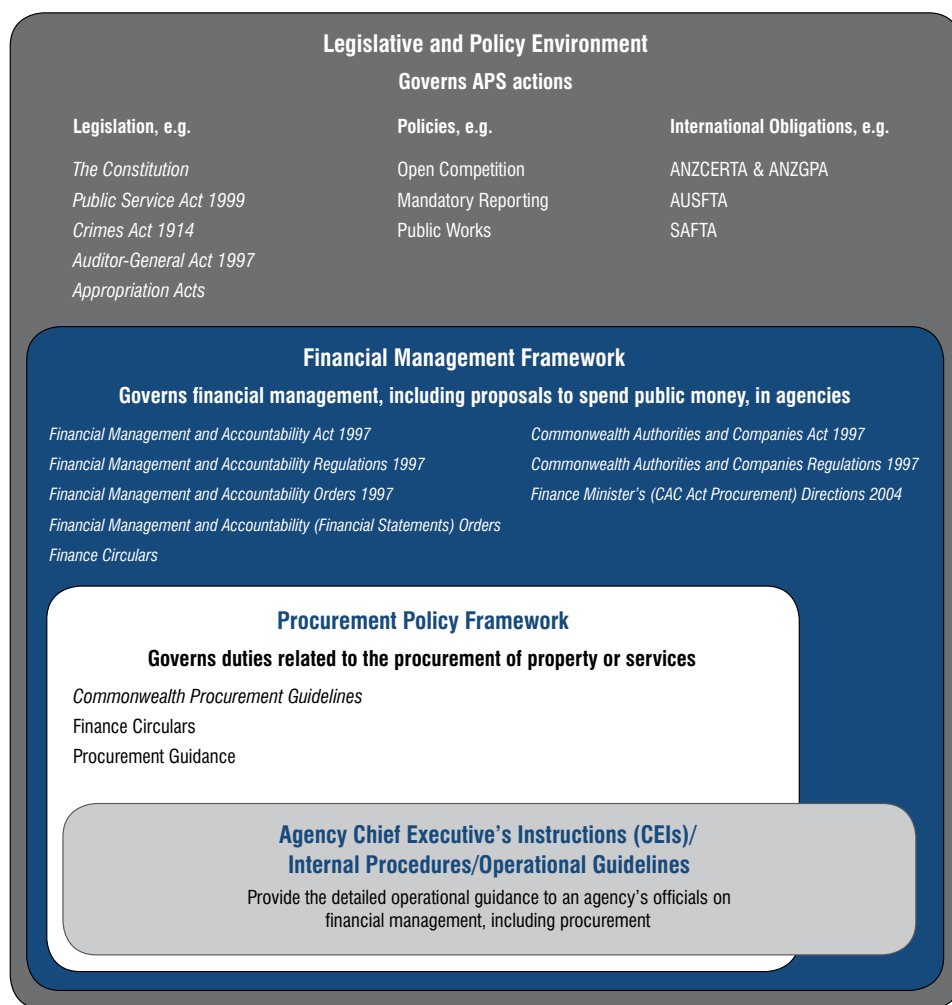 Legislative and Policy Environment
Governs APS actions
Legislation, e.g.
The Constitution
Public Service Act 1999
Crimes Act 1914
Auditor-General Act 1997
Appropriation Acts
Policies, e.g.
Open Competition
Mandatory Reporting
Public Works
International Obligations, e.g.
ANZCERTA & ANZGPA
AUSFTA
SAFTA
Financial Management Framework
Governs financial management, including proposals to spend public money, in agencies
Financial Management and Accountability Act 1997
Financial Management and Accountability Regulations 1997
Financial Management and Accountability Orders 1997
Financial Management and Accountability (Financial Statements) Orders
Finance Circulars
Commonwealth Authorities and Companies Act 1997
Commonwealth Authorities and Companies Regulations 1997
Finance Minister's (CAC Act Procurement) Directions 2004
Procurement Policy Framework
Governs duties related to the procurement of property or services
Commonwealth Procurement Guidelines
Finance Circulars
Procurement Guidance
Agency Chief Executive's Instructions (CEIs)/
Internal Procedures/Operational Guidelines
Provide the detailed operational guidance to an agency's officials on
financial management, including procurement